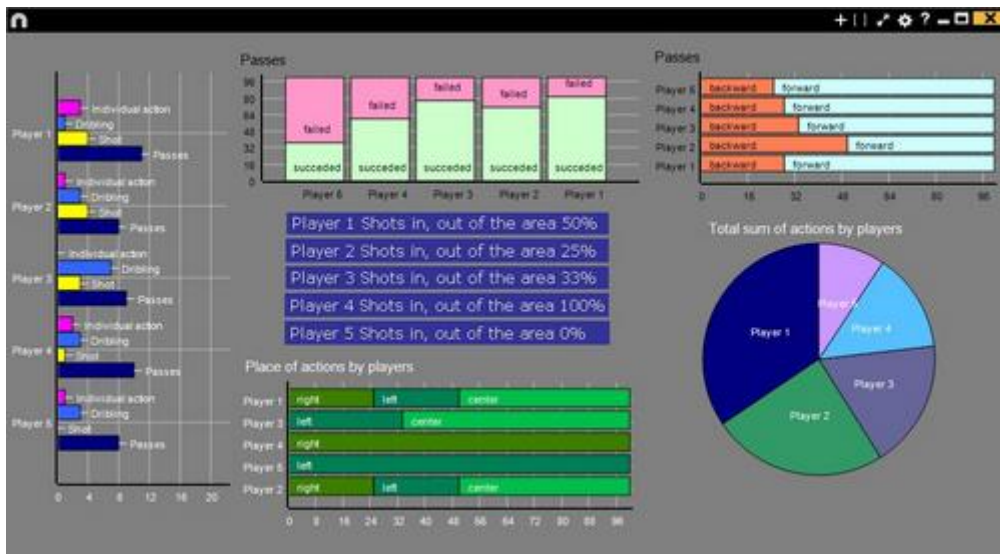 Player 1
Individual action
Dribling
Shot
Passes
Player 2
Individual action
Dribling
Shot
Passes
Player 3
Individual action
Dribling
Shot
Passes
Player 4
Individual action
Dribling
Shot
Passes
Player 5
Individual action
Dribling
Shot
Passes
0 4 8 12 16 20
Passes
96
80
64
48
32
16
0
failed failed failed failed failed
succeded succeded succeded succeded succeded
Player 5 Player 4 Player 3 Player 2 Player 1
Player 1 Shots in, out of the area 50%
Player 2 Shots in, out of the area 25%
Player 3 Shots in, out of the area 33%
Player 4 Shots in, out of the area 100%
Player 5 Shots in, out of the area 0%
Place of actions by players
Player 1 right left center
Player 3 left center
Player 4 right
Player 5 left
Player 2 right left center
0 8 16 24 32 40 48 56 64 72 80 88 96
Passes
Player 5 backward forward
Player 4 backward forward
Player 3 backward forward
Player 2 backward forward
Player 1 backward forward
0 16 32 48 64 80 96
Total sum of actions by players
Player 5
Player 4
Player 1
Player 3
Player 2